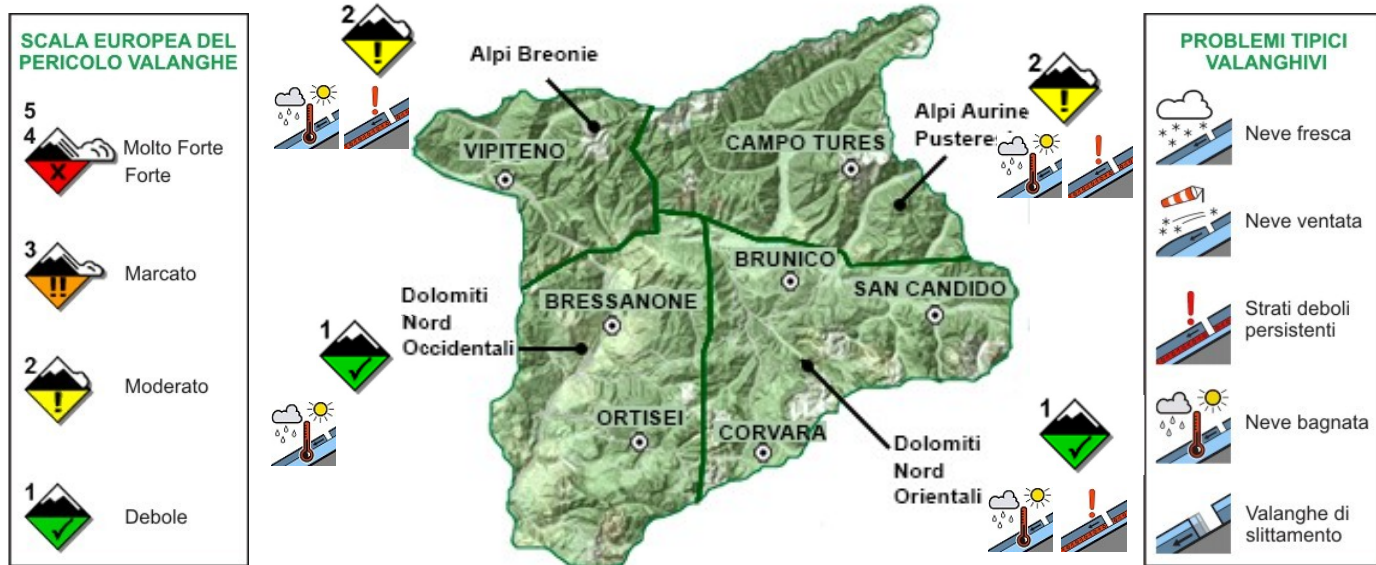 SCALA EUROPEA DEL
PERICOLO VALANGHE
5
4
Molto Forte
Forte
3
Marcato
2
Moderato
1
Debole
2
Alpi Breonie
VIPITENO
CAMPO TURES
2
Alpi Aurine
Pustere
Dolomiti
Nord
Occidentali
1
BRESSANONE
BRUNICO
SAN CANDIDO
ORTISEI
CORVARA
Dolomiti
Nord
Orientali
1
PROBLEMI TIPICI
VALANGHIVI
Neve fresca
Neve ventata
Strati deboli
persistenti
Neve bagnata
Valanghe di
slittamento